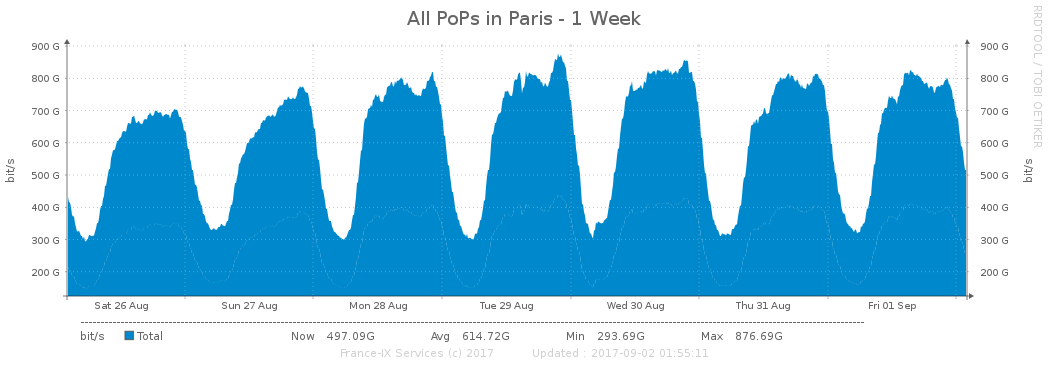 All PoPs in Paris - 1 Week
RRDTOOL / TOBI OETIKER
bit/s
900 G
800 G
700 G
600 G
500 G
400 G
300 G
200 G
900 G
800 G
700 G
600 G
500 G
400 G
300 G
200 G
bit/s
Sat 26 Aug Sun 27 Aug Mon 28 Aug Tue 29 Aug Wed 30 Aug Thu 31 Aug Fri 01 Sep
bit/s Total Now 497.09G Avg 614.72G Min 293.69G Max 876.69G
France-IX Services (c) 2017 Updated : 2017-09-02 01:55:11